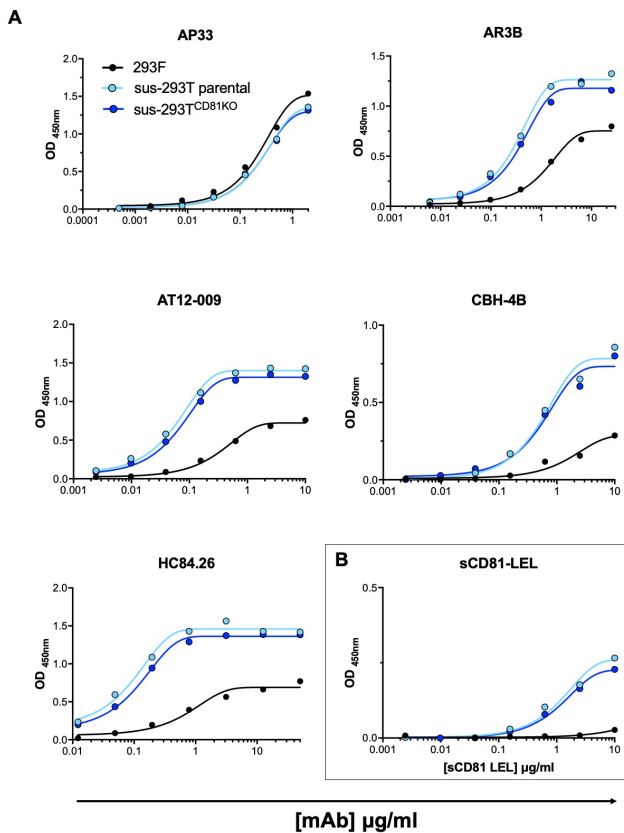 A
AP33
293F
sus-293T parental
sus-293TCD81KO
OD 450nm
2.0
1.5
1.0
0.5
0.0
0.0001 0.001 0.01 0.1 1
AR3B
OD 450nm
1.5
1.0
0.5
0.0
0.001 0.01 0.1 1 10
AT12-009
OD 450nm
2.0
1.5
1.0
0.5
0.0
0.001 0.01 0.1 1 10
CBH-4B
OD 450nm
1.0
0.5
0.0
0.001 0.01 0.1 1 10
HC84.26
OD 450nm
2.0
1.5
1.0
0.5
0.0
0.01 0.1 1 10
B
sCD81-LEL
OD 450nm
0.5
0.0
0.001 0.01 0.1 1 10
[sCD81 LEL] µg/ml
[mAb] µg/ml